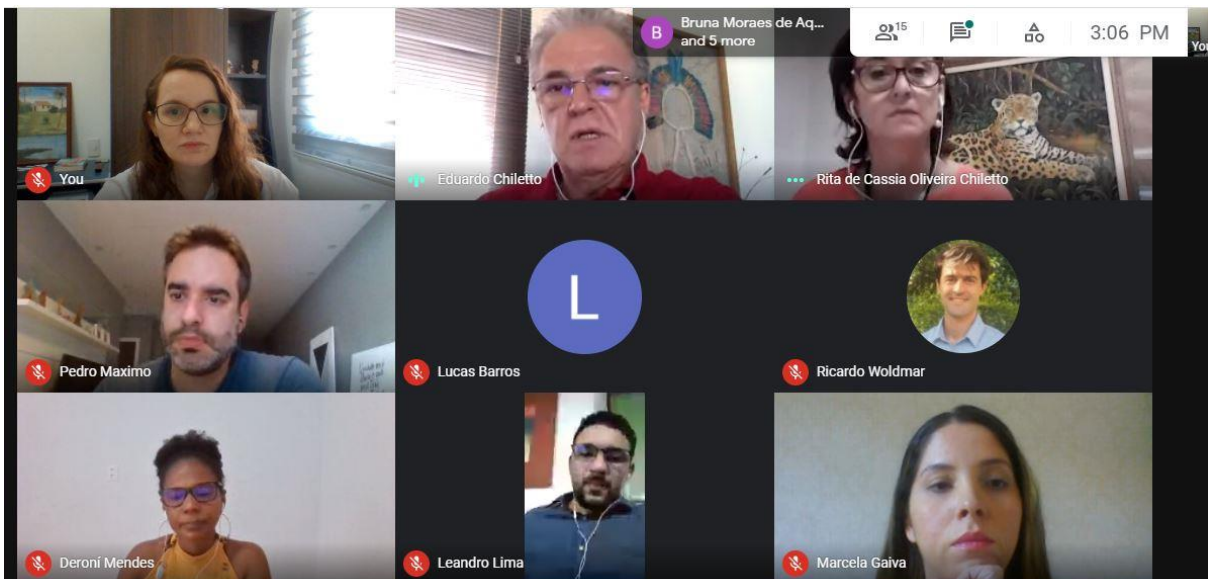 B
Bruna Moraes de Aq...
and 5 more
15
3:06 PM
You
You
Eduardo Chiletto
Rita de Cassia Oliveira Chiletto
Pedro Maximo
L
Lucas Barros
Ricardo Woldmar
Deroní Mendes
Leandro Lima
Marcela Gaiva